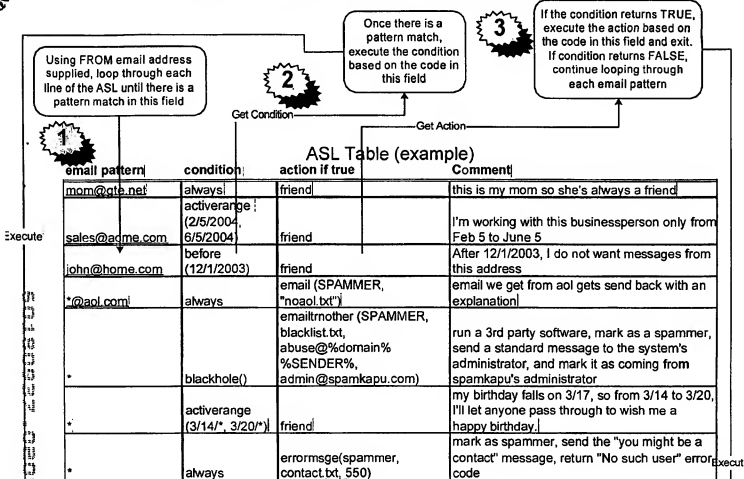 Once there is a
pattern match,
execute the condition
based on the code in
this field
3
If the condition returns TRUE,
execute the action based on
the code in this field and exit.
If condition returns FALSE,
continue looping through
each email pattern
Using FROM email address
supplied, loop through each
line of the ASL until there is a
pattern match in this field
2
Get Condition
Get Action
1
ASL Table (example)
email pattern condition action if true Comment
mom@gte.net always friend this is my mom so she's always a friend
activerange
(2/5/2004,
6/5/2004)
sales@acme.com
friend
I'm working with this businessperson only from
Feb 5 to June 5
Execute
john@home.com
before
(12/1/2003)
friend
After 12/1/2003, I do not want messages from
this address
*@aol.com
always
email (SPAMMER,
"noaol.txt")
email we get from aol gets send back with an
explanation
*
blackhole()
emailtrnother (SPAMMER,
blacklist.txt,
abuse@%domain%
%SENDER%,
admin@spamkapu.com)
run a 3rd party software, mark as a spammer,
send a standard message to the system's
administrator, and mark it as coming from
spamkapu's administrator
*
activerange
(3/14/*, 3/20/*)
friend
my birthday falls on 3/17, so from 3/14 to 3/20,
I'll let anyone pass through to wish me a
happy birthday.
*
always
errormsge(spammer,
contact.txt, 550)
mark as spammer, send the "you might be a
contact" message, return "No such user" error
code
Execut